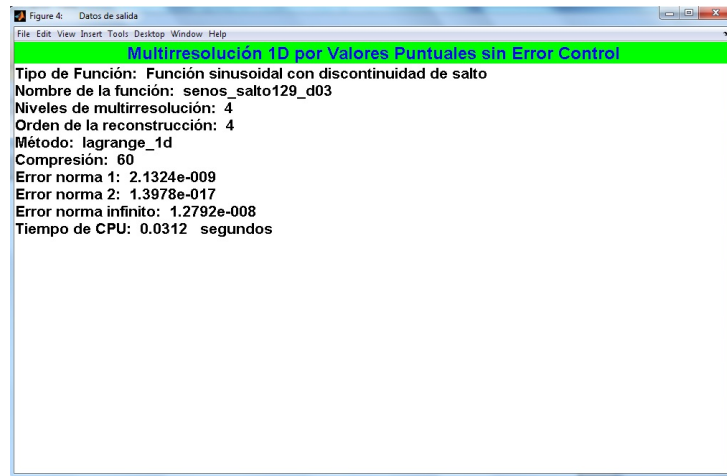 Figure 4: Datos de salida
File Edit View Insert Tools Desktop Window Help
Multirresolución 1D por Valores Puntuales sin Error Control
Tipo de Función: Función sinusoidal con discontinuidad de salto
Nombre de la función: senos_salto129_d03
Niveles de multirresolución: 4
Orden de la reconstrucción: 4
Método: lagrange_1d
Compresión: 60
Error norma 1: 2.1324e-009
Error norma 2: 1.3978e-017
Error norma infinito: 1.2792e-008
Tiempo de CPU: 0.0312 segundos